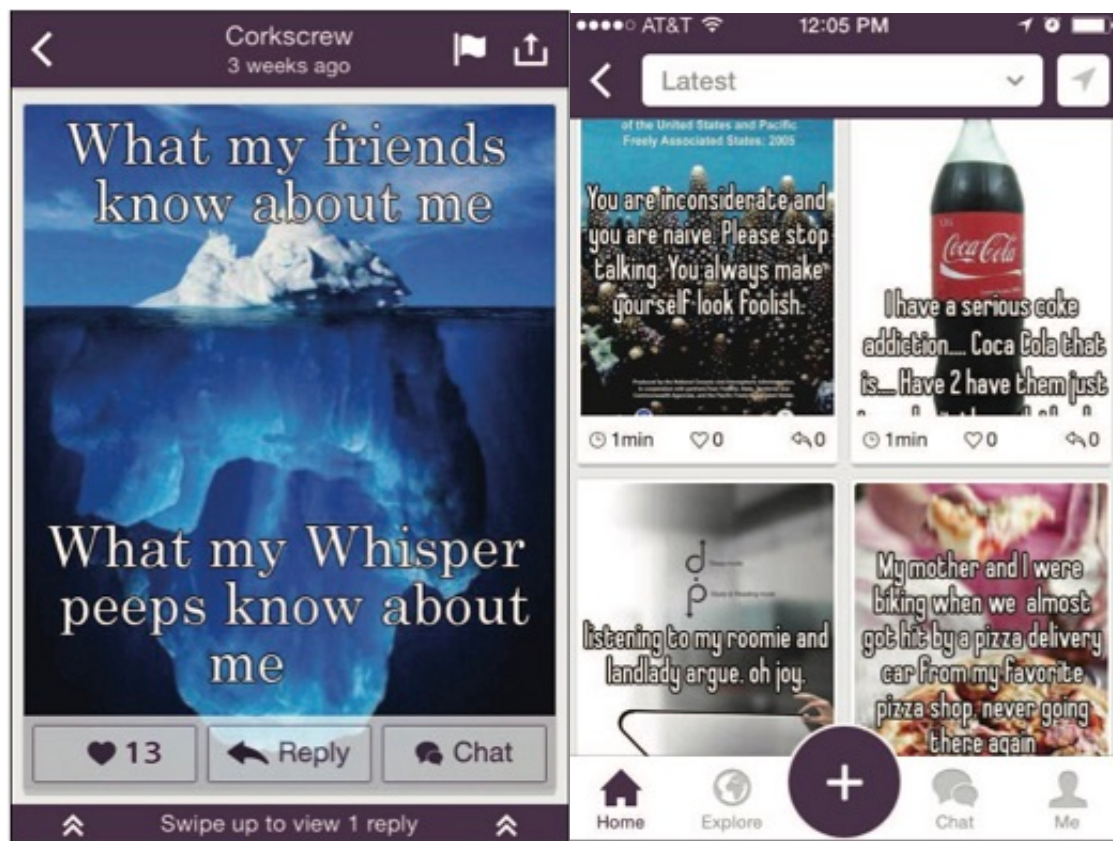 Corkscrew
3 weeks ago
What my friends
know about me
What my Whisper
peeps know about
me
13
Reply
Chat
Swipe up to view 1 reply
AT&T
12:05 PM
Latest
of the United States and Pacific
Freely Associated States: 2005
You are inconsiderate and
you are naive. Please stop
talking. You always make
yourself look foolish.
1min
0
0
Coca-Cola
I have a serious coke
addiction.... Coca Cola that
is.... Have 2 have them just
1min
0
0
listening to my roomie and
landlady argue. oh joy.
My mother and I were
biking when we almost
got hit by a pizza delivery
car from my favorite
pizza shop, never going
there again
Home
Explore
+
Chat
Me